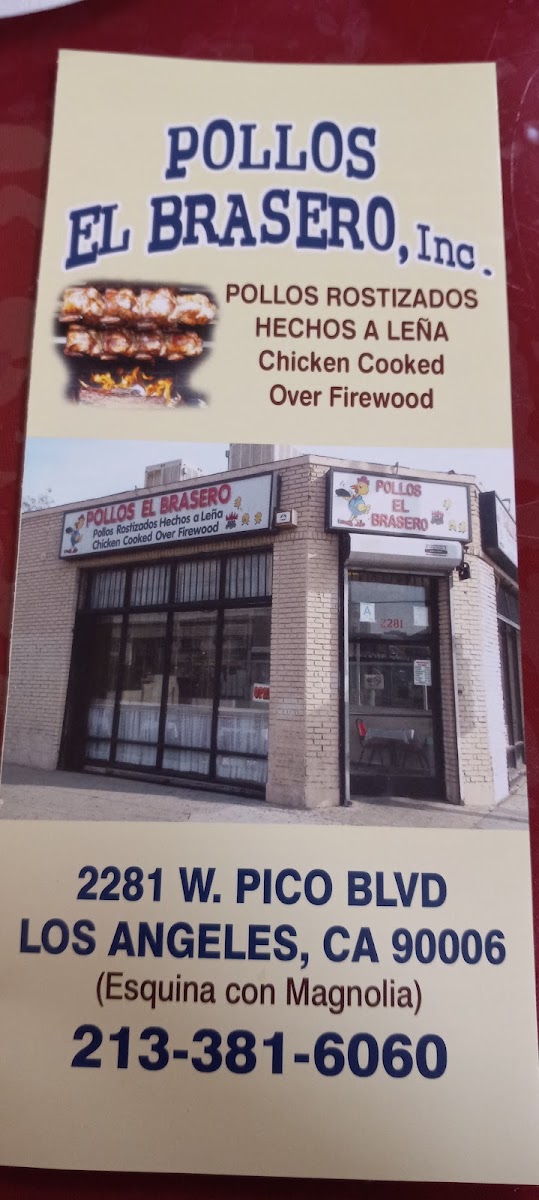 POLLOS
EL BRASERO, Inc.
POLLOS ROSTIZADOS
HECHOS A LEÑA
Chicken Cooked
Over Firewood
POLLOS EL BRASERO
Pollos Rostizados Hechos a Leña
Chicken Cooked Over Firewood
POLLOS
EL
BRASERO
A
2281
OPEN
2281 W. PICO BLVD
LOS ANGELES, CA 90006
(Esquina con Magnolia)
213-381-6060